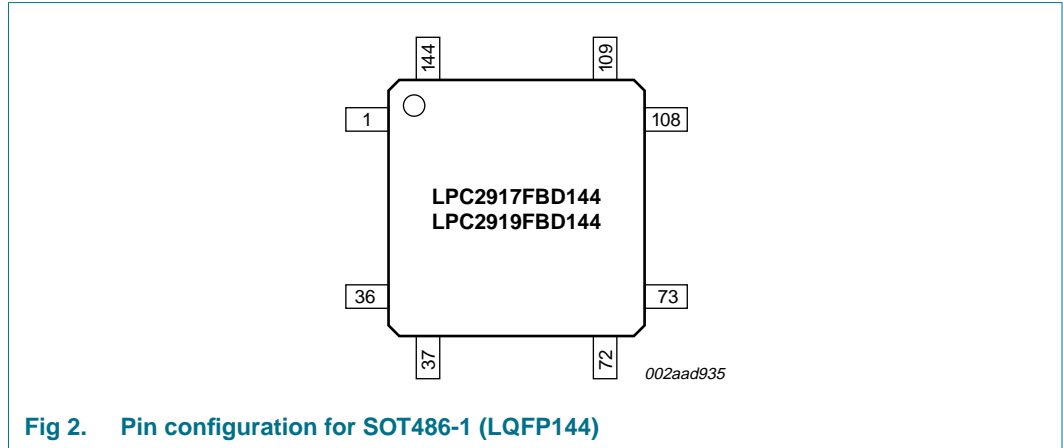 144
109
1
108
LPC2917FBD144
LPC2919FBD144
36
73
37
72
002aad935
Fig 2. Pin configuration for SOT486-1 (LQFP144)